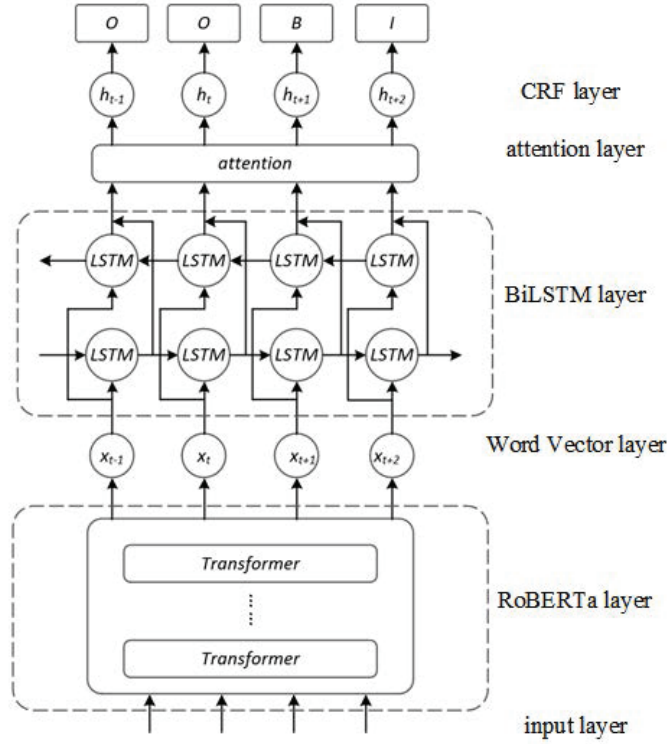 O O B I
h_{t-1} h_t h_{t+1} h_{t+2} CRF layer
attention attention layer
LSTM LSTM LSTM LSTM
BiLSTM layer
LSTM LSTM LSTM LSTM
x_{t-1} x_t x_{t+1} x_{t+2} Word Vector layer
Transformer
RoBERTa layer
Transformer
input layer